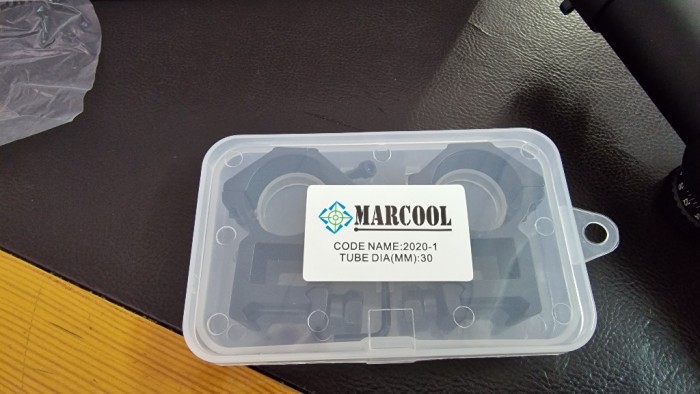 MARCOOL
CODE NAME:2020-1
TUBE DIA(MM):30